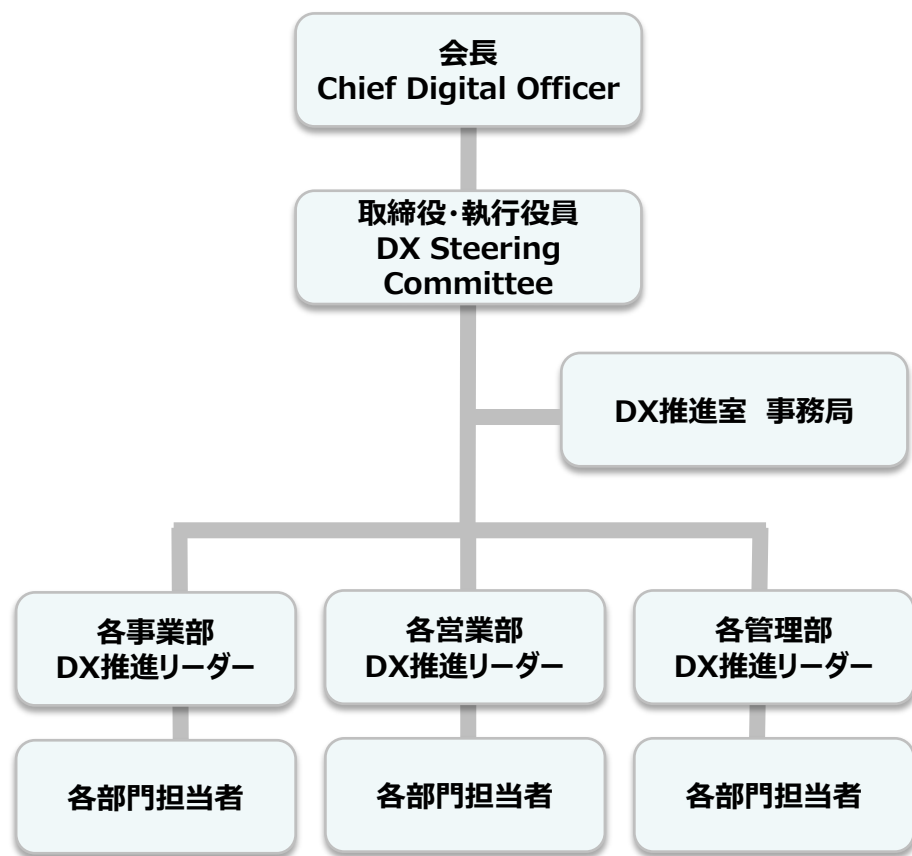 会長
Chief Digital Officer
取締役・執行役員
DX Steering
Committee
DX推進室 事務局
各事業部
DX推進リーダー
各営業部
DX推進リーダー
各管理部
DX推進リーダー
各部門担当者
各部門担当者
各部門担当者